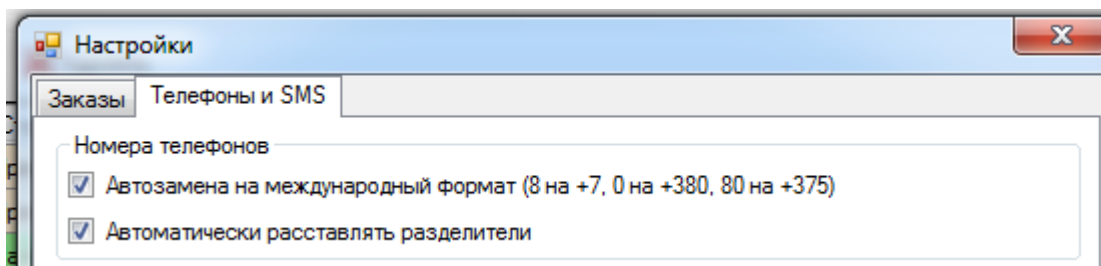 Настройки
Заказы Телефоны и SMS
Номера телефонов
Автозамена на международный формат (8 на +7, 0 на +380, 80 на +375)
Автоматически расставлять разделители